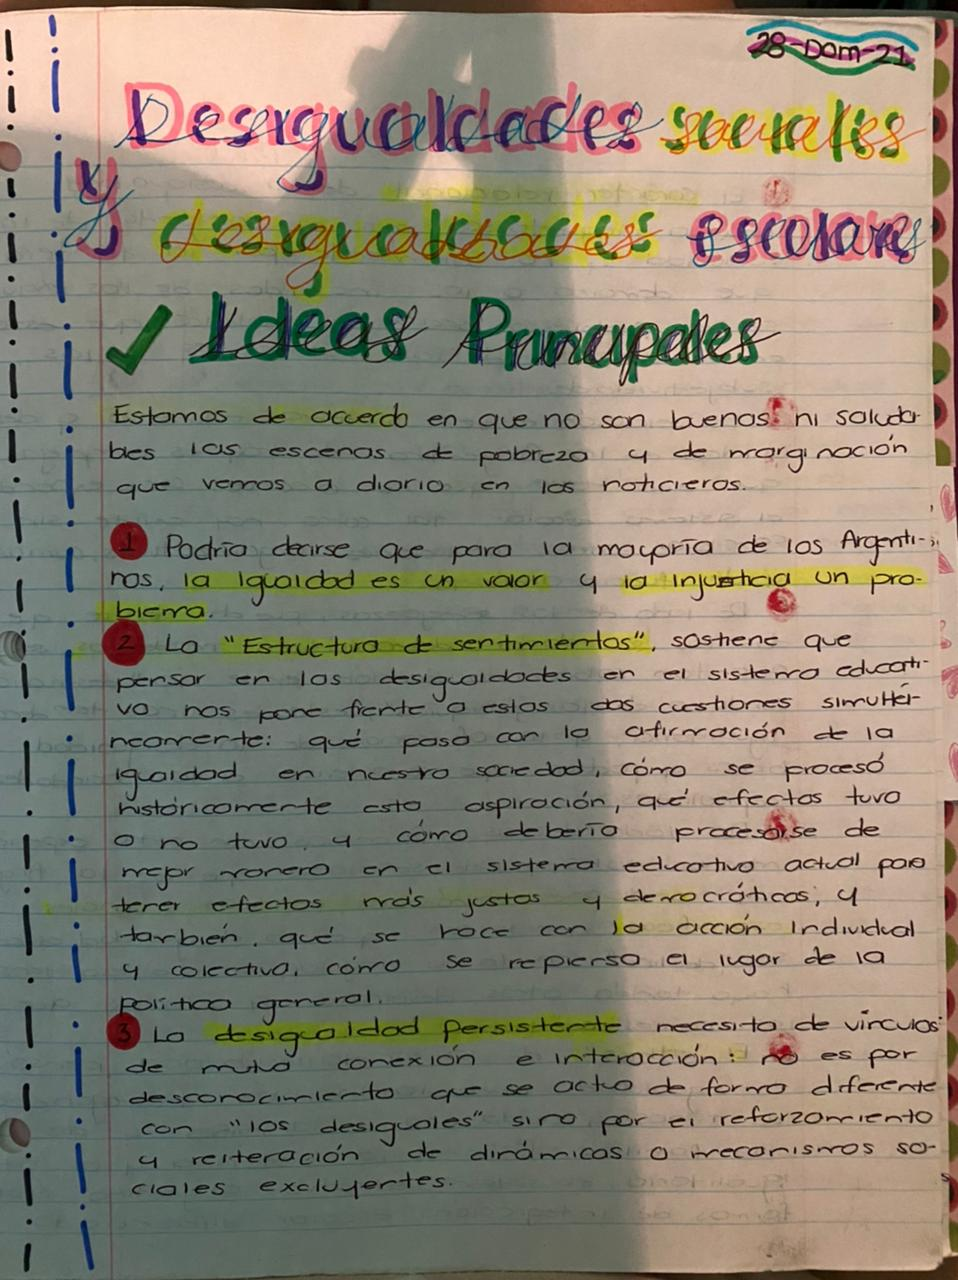 28-Dom-21
Desigualdades sociales
y desigualdades escolares
Ideas Principales
Estamos de acuerdo en que no son buenas ni saluda-
bles las escenas de pobreza y de marginación
que vemos a diario en los noticieros.
1 Podría decirse que para la mayoría de los Argenti-
nos, la Igualdad es un valor y la Injusticia un pro-
blema.
2 La "Estructura de sentimientos", sostiene que
pensar en las desigualdades en el sistema educati-
vo nos pone frente a estas dos cuestiones simultá-
neamente: qué pasa con la afirmación de la
igualdad en nuestra sociedad, cómo se procesó
históricamente esta aspiración, qué efectos tuvo
o no tuvo, y cómo debería procesarse de
mejor manera en el sistema educativo actual para
tener efectos más justas y democráticos; y
también, qué se hace con la acción Individual
y colectiva, cómo se repiensa el lugar de la
política general.
3 La desigualdad persistente necesita de vínculos
de mutua conexión e interacción: no es por
desconocimiento que se actua de forma diferente
con "los desiguales" sino por el reforzamiento
y reiteración de dinámicas o mecanismos so-
ciales excluyentes.